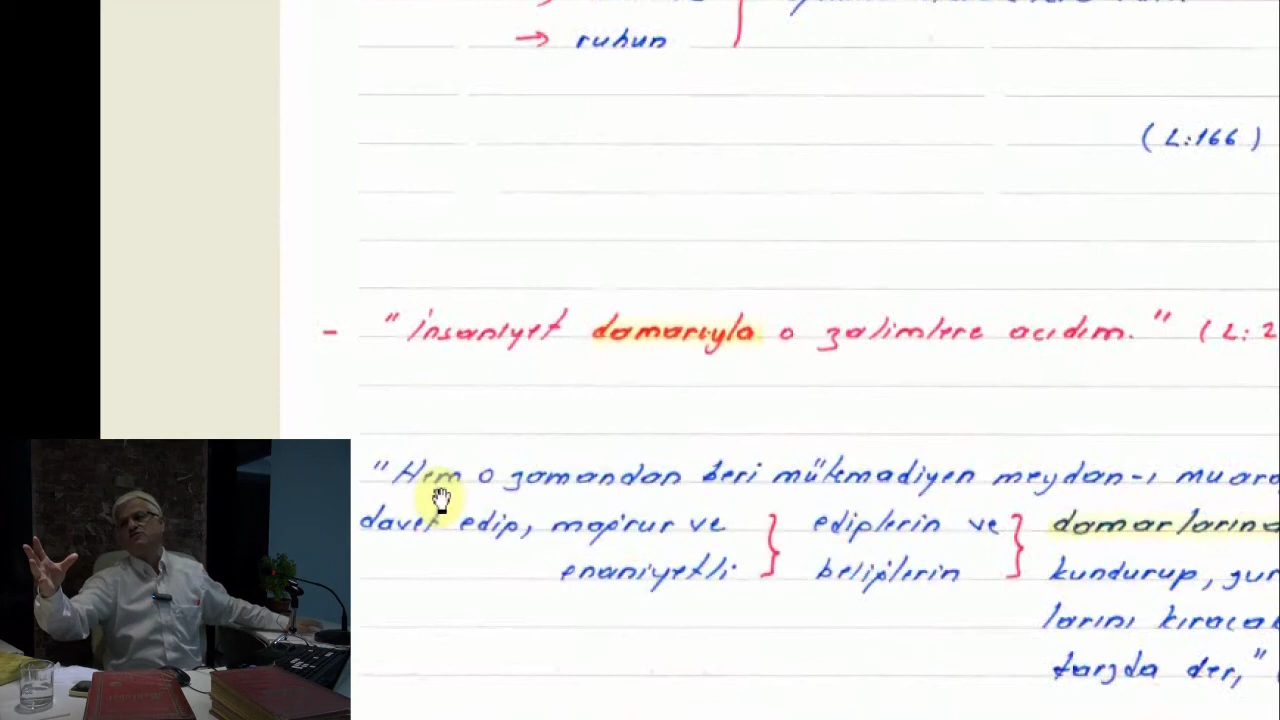 → ruhun
(L:166)
- "İnsaniyet damarıyla o zalimlere acıdım." (L:2
"Hem o zamandan beri mütemadiyen meydan-ı muara
davet edip, mağrur ve } ediplerin ve } damarlarına
enaniyetli } beliğlerin } kundurup, gur
larını kıracak
tarzda der,"